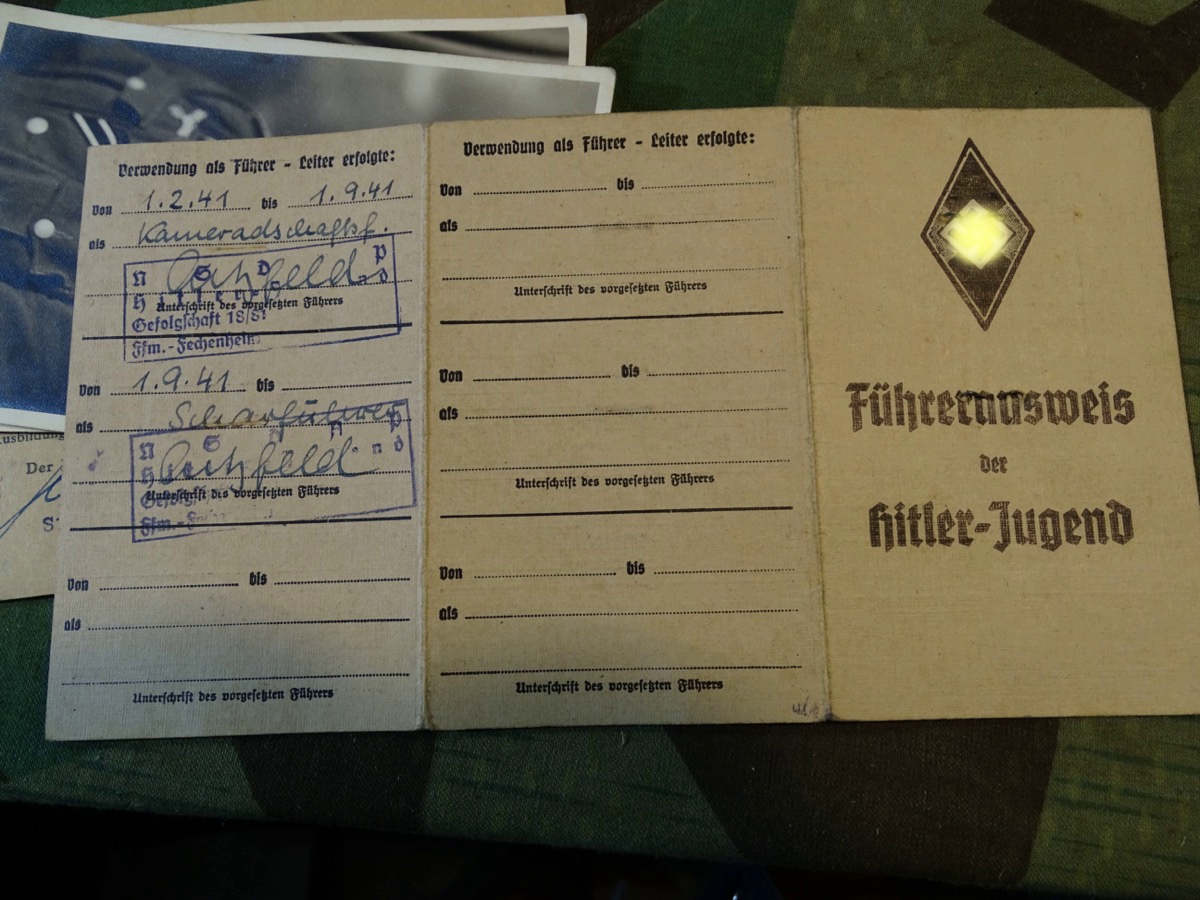 Verwendung als Führer - Leiter erfolgte:
von 1.2.41 bis 1.9.41
als Kameradschaftsf.
N S D A P
Unterschrift des vorgesetzten Führers
Gefolgschaft 18/81
Ffm.-Fechenheim
von 1.9.41 bis
als Scharführer
N S D A P
Unterschrift des vorgesetzten Führers
Ffm.-
von bis
als
Unterschrift des vorgesetzten Führers
Verwendung als Führer - Leiter erfolgte:
von bis
als
Unterschrift des vorgesetzten Führers
von bis
als
Unterschrift des vorgesetzten Führers
von bis
als
Unterschrift des vorgesetzten Führers
Führerausweis
der
Hitler-Jugend
Der